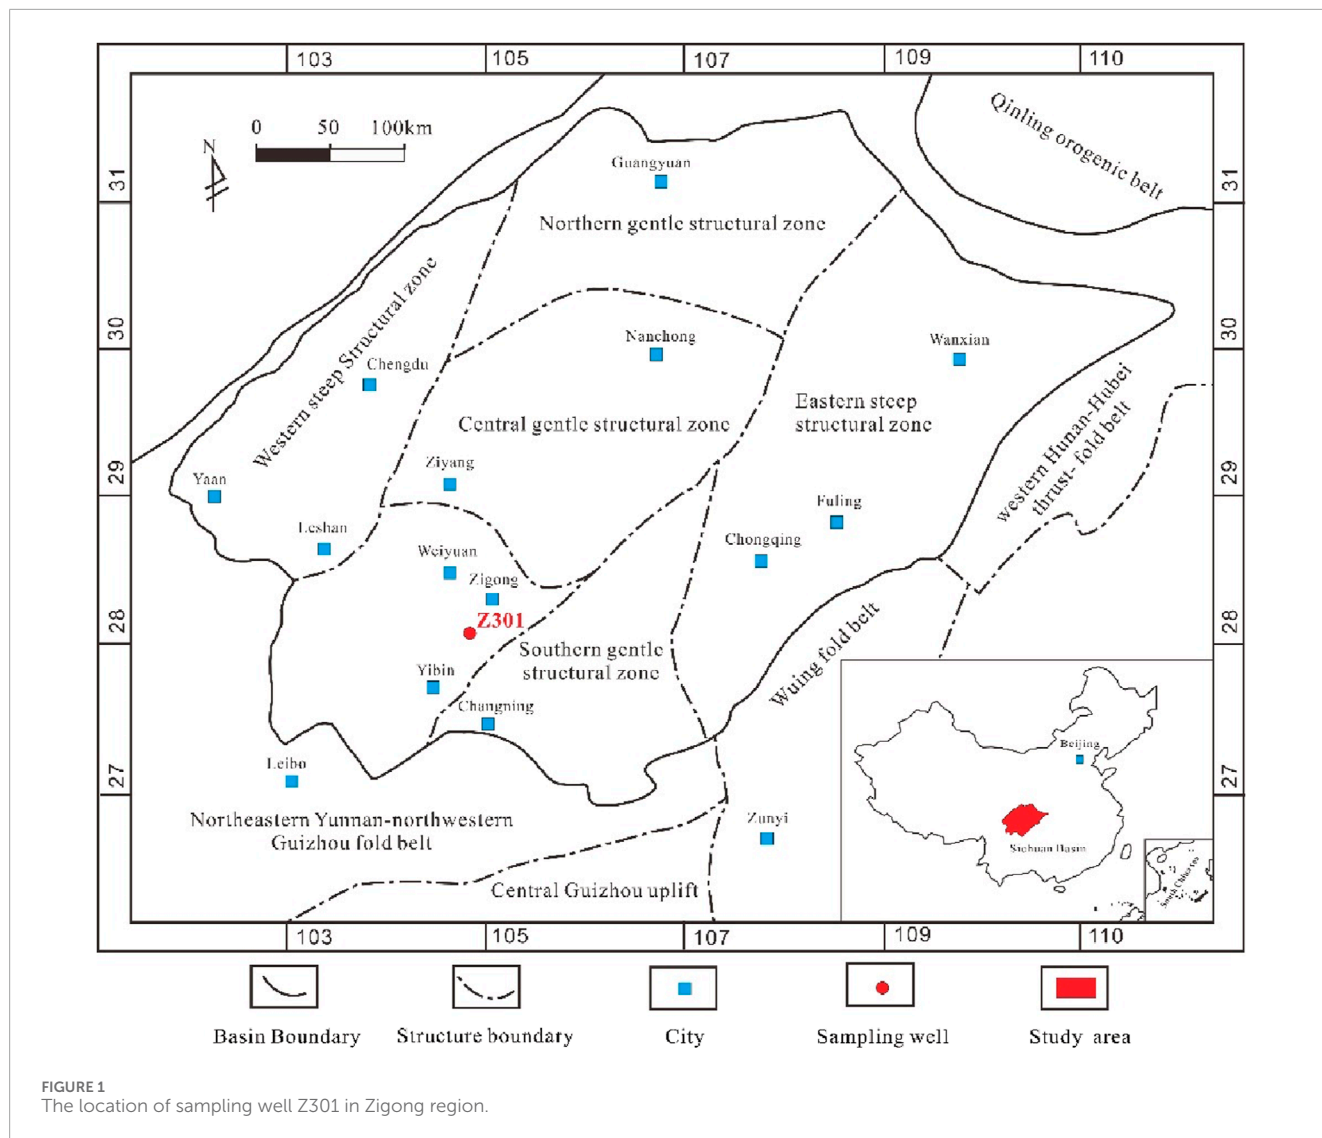 103 105 107 109 110
0 50 100km
N
Qinling orogenic belt
Guangyuan
31 31
Northern gentle structural zone
Western steep Structural zone
30 30
Nanchong
Wanxian
Chengdu
Eastern steep
structural zone
Central gentle structural zone
western Hunan-Hubei
thrust- fold belt
Ziyang
Yaan
29 29
Fuling
Leshan
Weiyuan
Chongqing
Zigong
Z301
28 28
Southern gentle
structural zone
Wuing fold belt
Yibin
Changning
Beijing
Leibo
27 27
Northeastern Yunnan-northwestern
Guizhou fold belt
Zunyi
Basin
Central Guizhou uplift
103 105 107 109 110
Basin Boundary
Structure boundary
City
Sampling well
Study area
FIGURE 1
The location of sampling well Z301 in Zigong region.